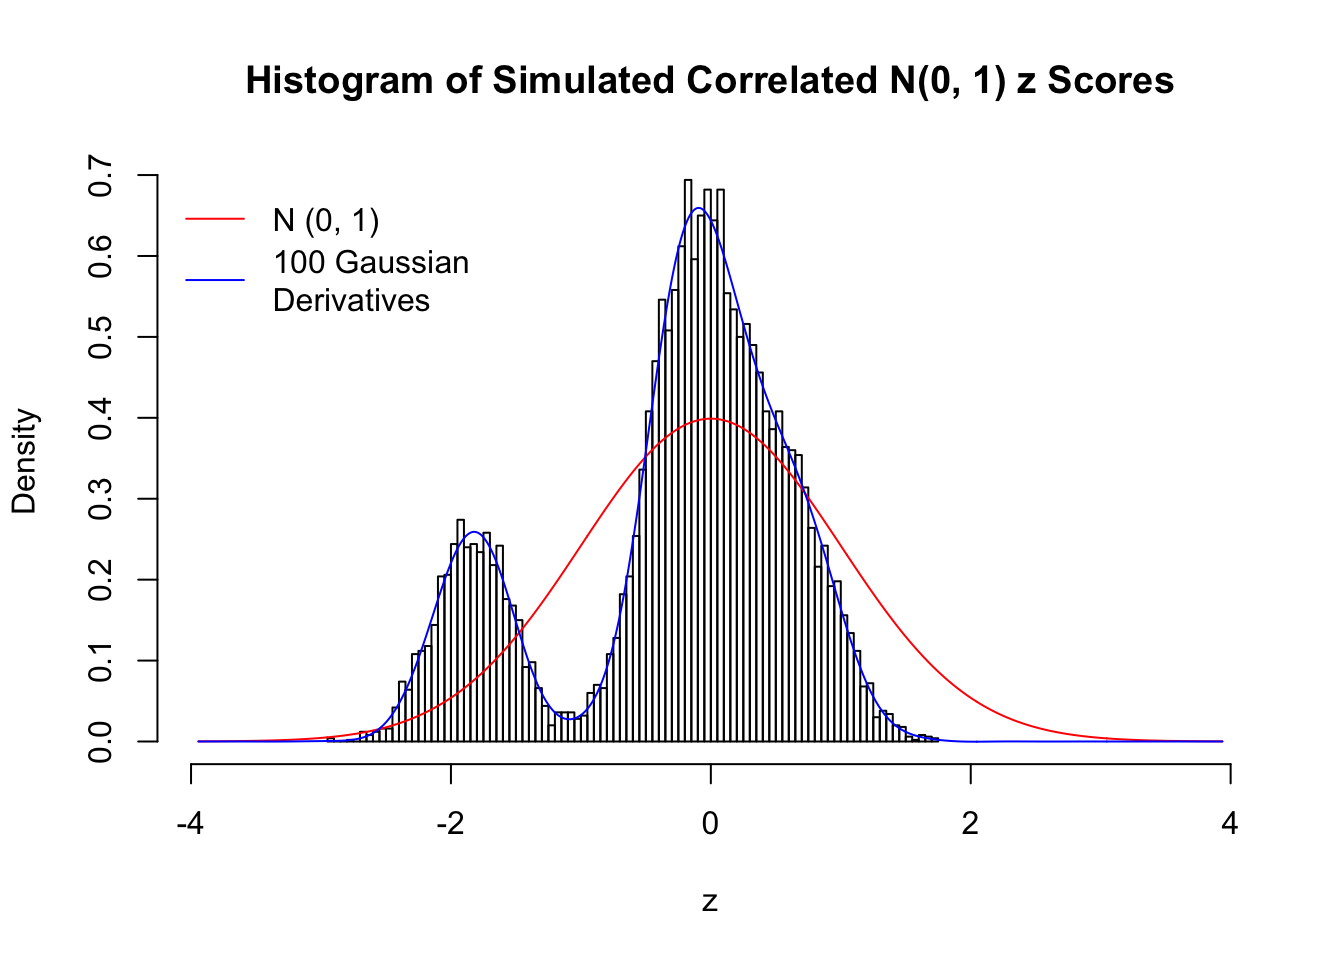 Histogram of Simulated Correlated N(0, 1) z Scores
N (0, 1)
100 Gaussian
Derivatives
Density
0.0 0.1 0.2 0.3 0.4 0.5 0.6 0.7
-4 -2 0 2 4
z